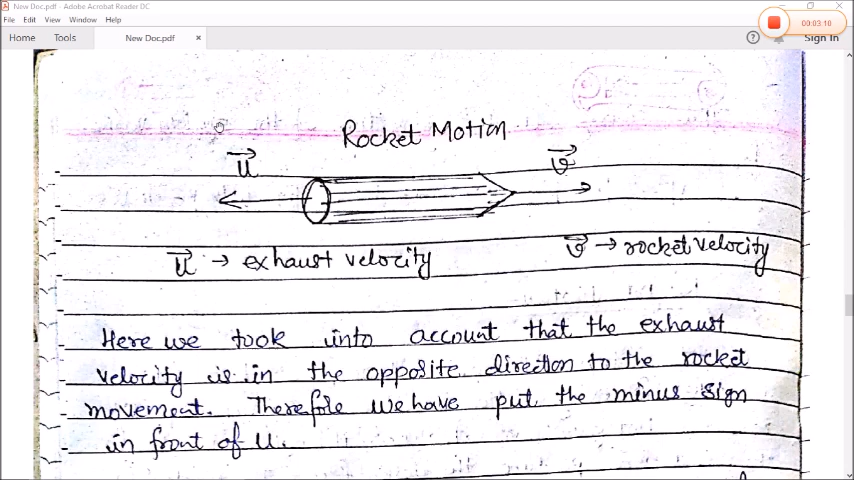 New Doc.pdf - Adobe Acrobat Reader DC
File Edit View Window Help
00:03:10
Home Tools New Doc.pdf × Sign In
Rocket Motion
u v
u → exhaust velocity v → rocket velocity
Here we took into account that the exhaust
velocity is in the opposite direction to the rocket
movement. Therefore we have put the minus sign
in front of u.